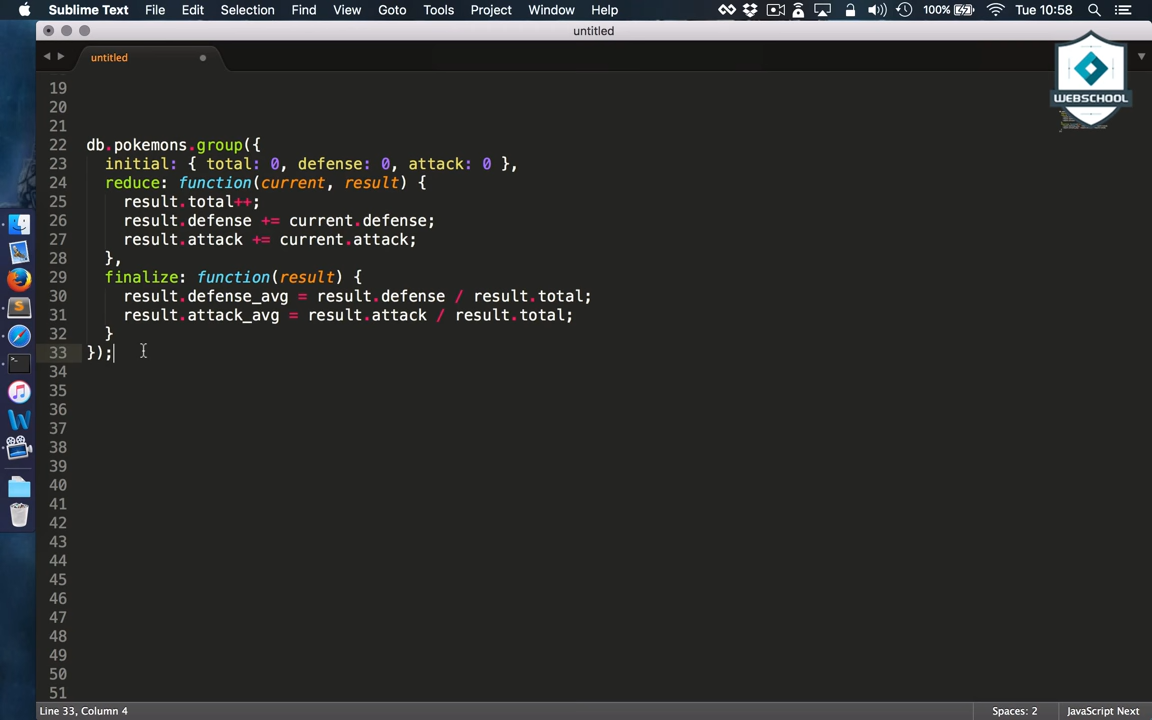 Sublime Text File Edit Selection Find View Goto Tools Project Window Help 100% Tue 10:58
untitled
untitled
WEBSCHOOL
19
20
21
22 db.pokemons.group({
23 initial: { total: 0, defense: 0, attack: 0 },
24 reduce: function(current, result) {
25 result.total++;
26 result.defense += current.defense;
27 result.attack += current.attack;
28 },
29 finalize: function(result) {
30 result.defense_avg = result.defense / result.total;
31 result.attack_avg = result.attack / result.total;
32 }
33 });
34
35
36
37
38
39
40
41
42
43
44
45
46
47
48
49
50
51
Line 33, Column 4 Spaces: 2 JavaScript Next